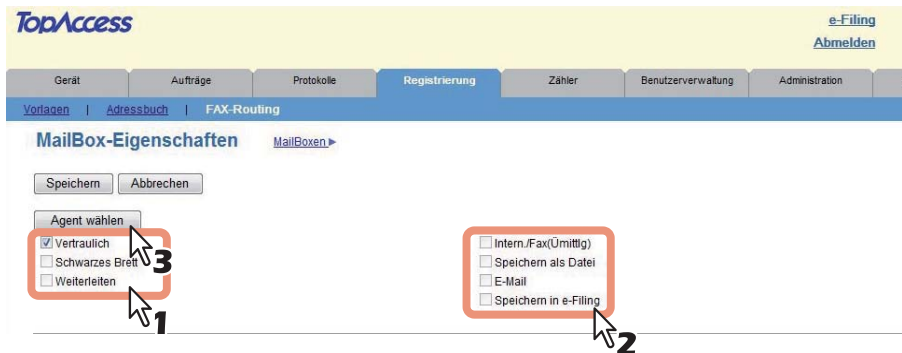 TopAccess
e-Filing
Abmelden
Gerät Aufträge Protokolle Registrierung Zähler Benutzerverwaltung Administration
Vorlagen | Adressbuch | FAX-Routing
MailBox-Eigenschaften MailBoxen
Speichern Abbrechen
Agent wählen
Vertraulich
Schwarzes Brett
Weiterleiten
3
1
Intern./Fax(Ümittlg)
Speichern als Datei
E-Mail
Speichern in e-Filing
2